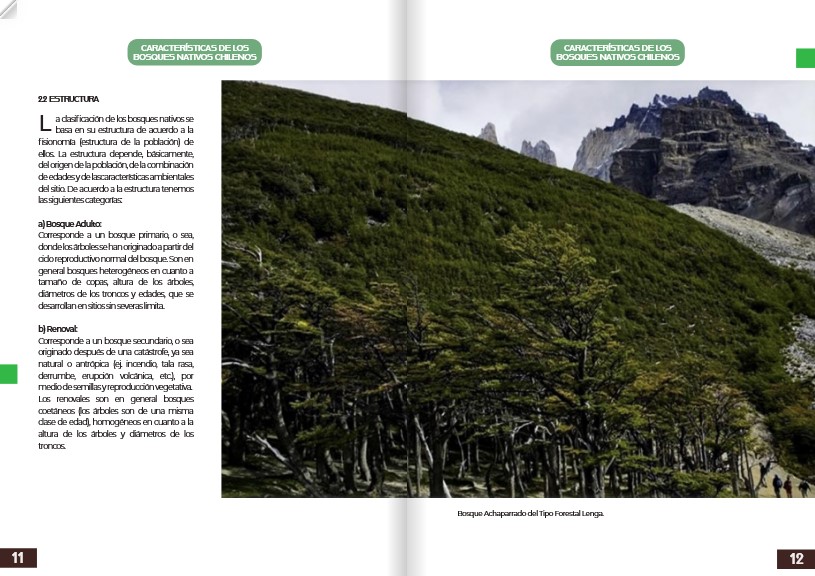 CARACTERÍSTICAS DE LOS
BOSQUES NATIVOS CHILENOS
2.2 ESTRUCTURA
La clasificación de los bosques nativos se
basa en su estructura de acuerdo a la
fisionomía (estructura de la población) de
ellos. La estructura depende, básicamente,
del origen de la población, de la combinación
de edades y de las características ambientales
del sitio. De acuerdo a la estructura tenemos
las siguientes categorías:
a) Bosque Adulto:
Corresponde a un bosque primario, o sea,
donde los árboles se han originado a partir del
ciclo reproductivo normal del bosque. Son en
general bosques heterogéneos en cuanto a
tamaño de copas, altura de los árboles,
diámetros de los troncos y edades, que se
desarrollan en sitios sin severas limita.
b) Renoval:
Corresponde a un bosque secundario, o sea
originado después de una catástrofe, ya sea
natural o antrópica (ej. incendio, tala rasa,
derrumbe, erupción volcánica, etc.), por
medio de semillas y reproducción vegetativa.
Los renovales son en general bosques
coetáneos (los árboles son de una misma
clase de edad), homogéneos en cuanto a la
altura de los árboles y diámetros de los
troncos.
11
CARACTERÍSTICAS DE LOS
BOSQUES NATIVOS CHILENOS
Bosque Achaparrado del Tipo Forestal Lenga.
12